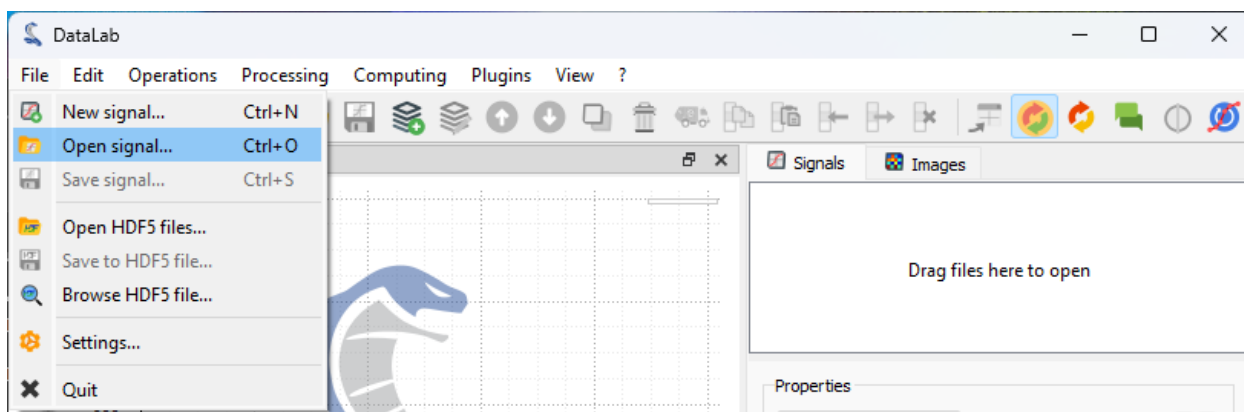 DataLab
File Edit Operations Processing Computing Plugins View ?
New signal... Ctrl+N
Open signal... Ctrl+O
Save signal... Ctrl+S
Open HDF5 files...
Save to HDF5 file...
Browse HDF5 file...
Settings...
Quit
Signals Images
Drag files here to open
Properties